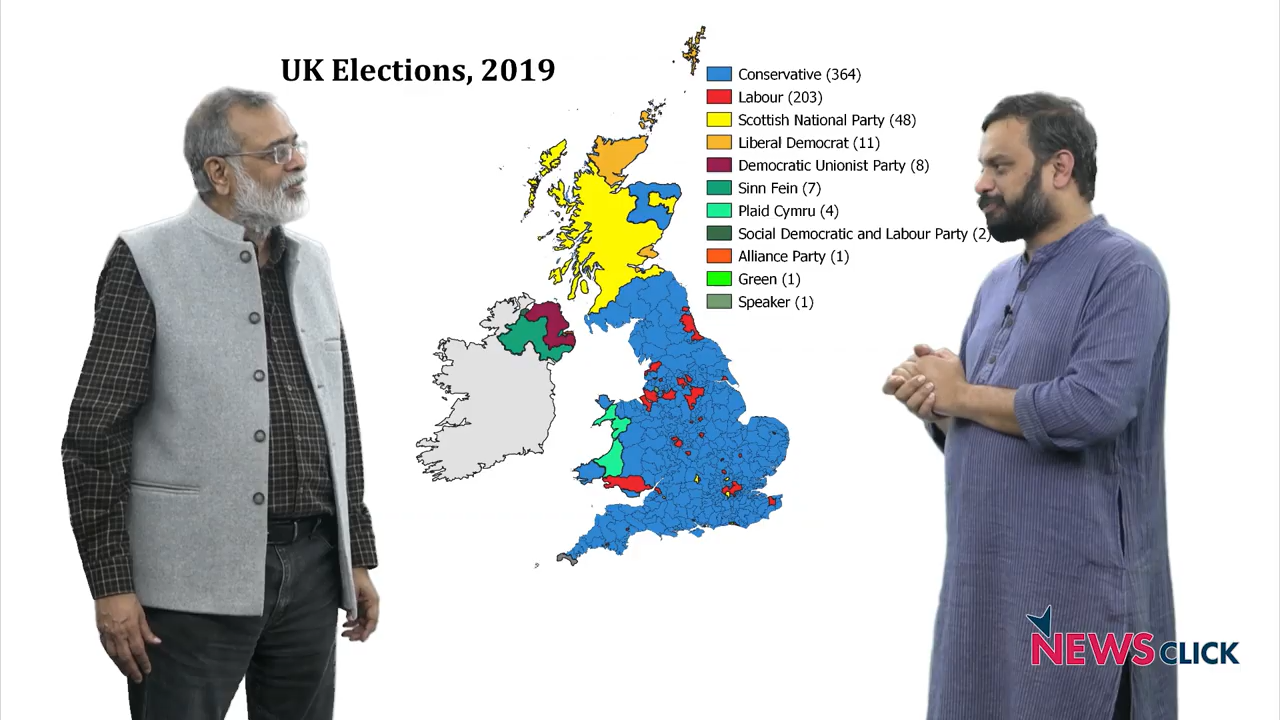 UK Elections, 2019
Conservative (364)
Labour (203)
Scottish National Party (48)
Liberal Democrat (11)
Democratic Unionist Party (8)
Sinn Fein (7)
Plaid Cymru (4)
Social Democratic and Labour Party (2)
Alliance Party (1)
Green (1)
Speaker (1)
NEWSCLICK